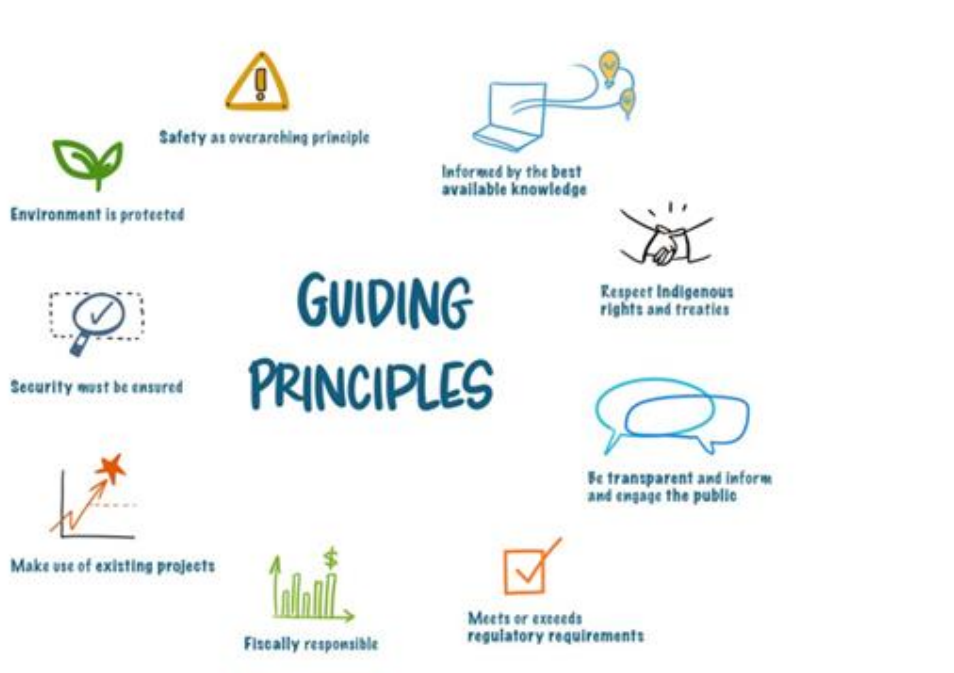 Safety as overarching principle
Informed by the best
available knowledge
Environment is protected
Respect Indigenous
rights and treaties
GUIDING
PRINCIPLES
Security must be ensured
Be transparent and inform
and engage the public
Make use of existing projects
$
Meets or exceeds
regulatory requirements
Fiscally responsible